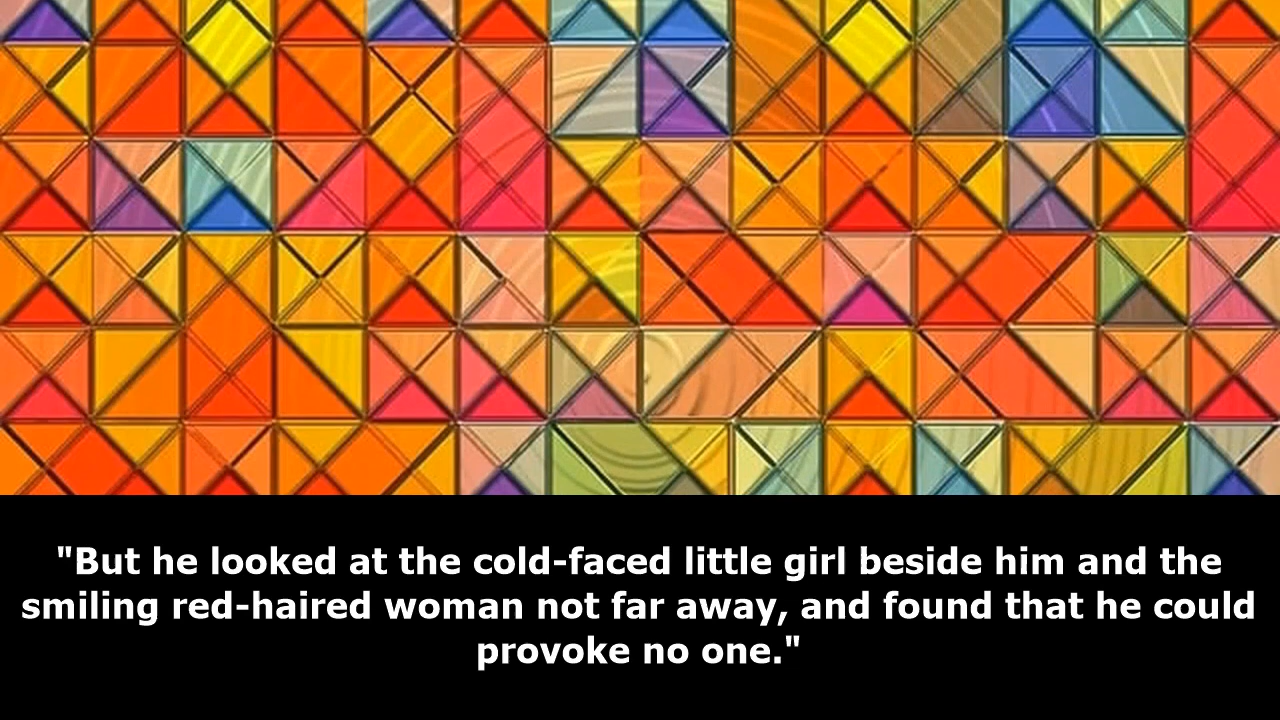 "But he looked at the cold-faced little girl beside him and the
smiling red-haired woman not far away, and found that he could
provoke no one."